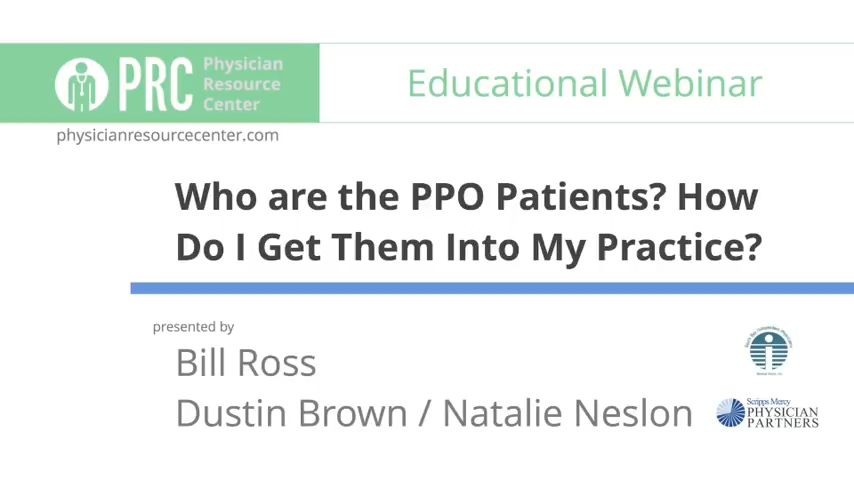 PRC Physician
Resource
Center
Educational Webinar
physicianresourcecenter.com
Who are the PPO Patients? How
Do I Get Them Into My Practice?
presented by
Bill Ross
Dustin Brown / Natalie Neslon
Scripps Mercy
PHYSICIAN
PARTNERS